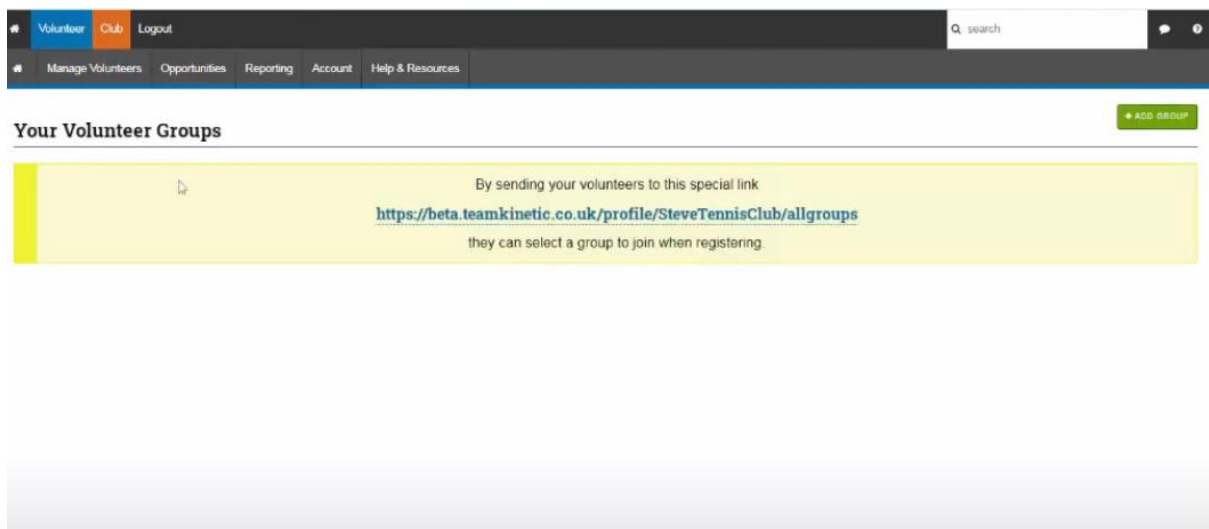 Volunteer Club Logout search
Manage Volunteers Opportunities Reporting Account Help & Resources
Your Volunteer Groups
+ ADD GROUP
By sending your volunteers to this special link
https://beta.teamkinetic.co.uk/profile/SteveTennisClub/allgroups
they can select a group to join when registering